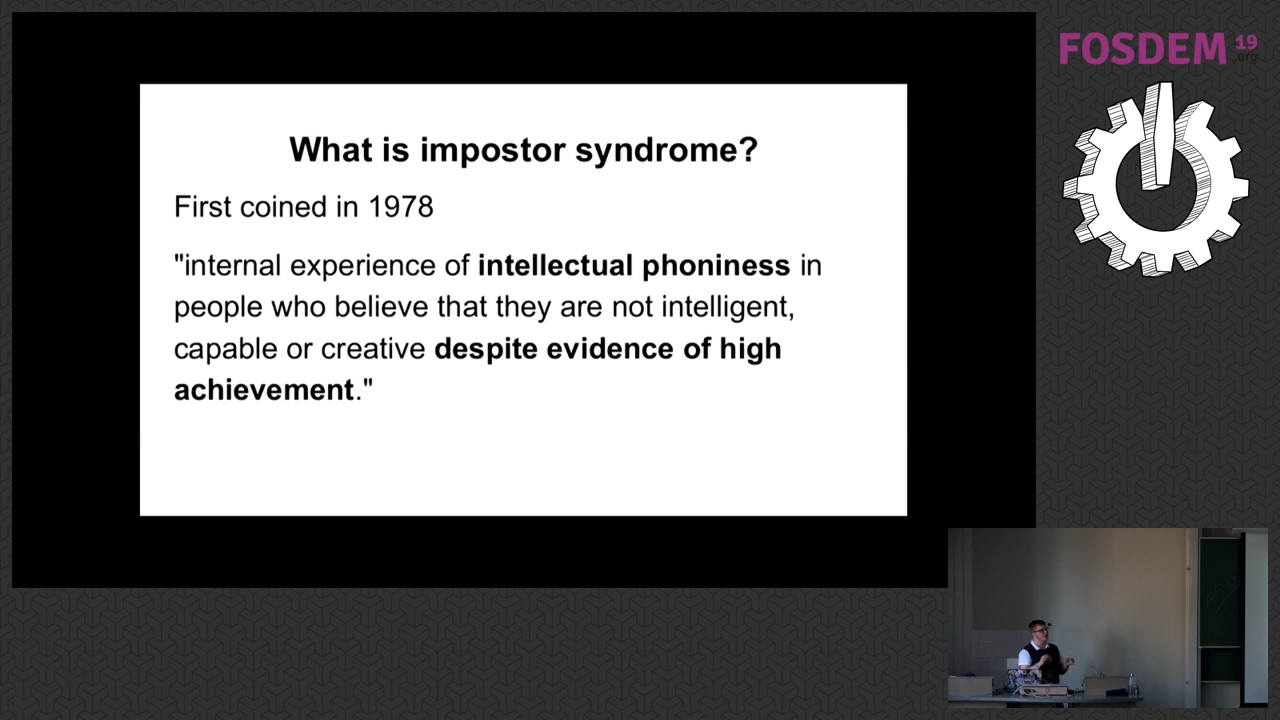 FOSDEM 19
.org
What is impostor syndrome?
First coined in 1978
"internal experience of intellectual phoniness in
people who believe that they are not intelligent,
capable or creative despite evidence of high
achievement."